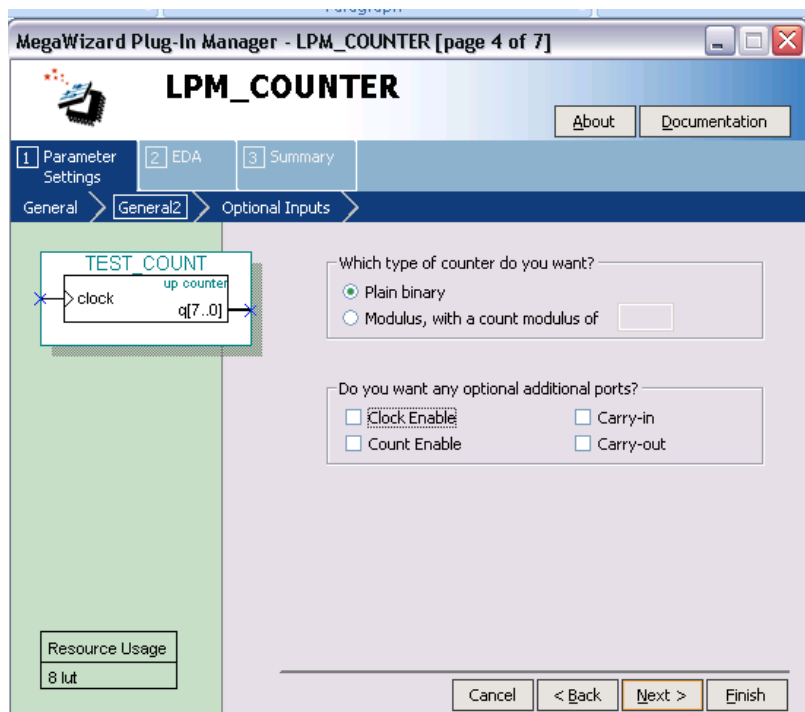 Paragraph
MegaWizard Plug-In Manager - LPM_COUNTER [page 4 of 7]
LPM_COUNTER
About
Documentation
1 Parameter Settings
2 EDA
3 Summary
General
General2
Optional Inputs
TEST_COUNT
up counter
clock
q[7..0]
Which type of counter do you want?
Plain binary
Modulus, with a count modulus of
Do you want any optional additional ports?
Clock Enable
Carry-in
Count Enable
Carry-out
Resource Usage
8 lut
Cancel
< Back
Next >
Finish